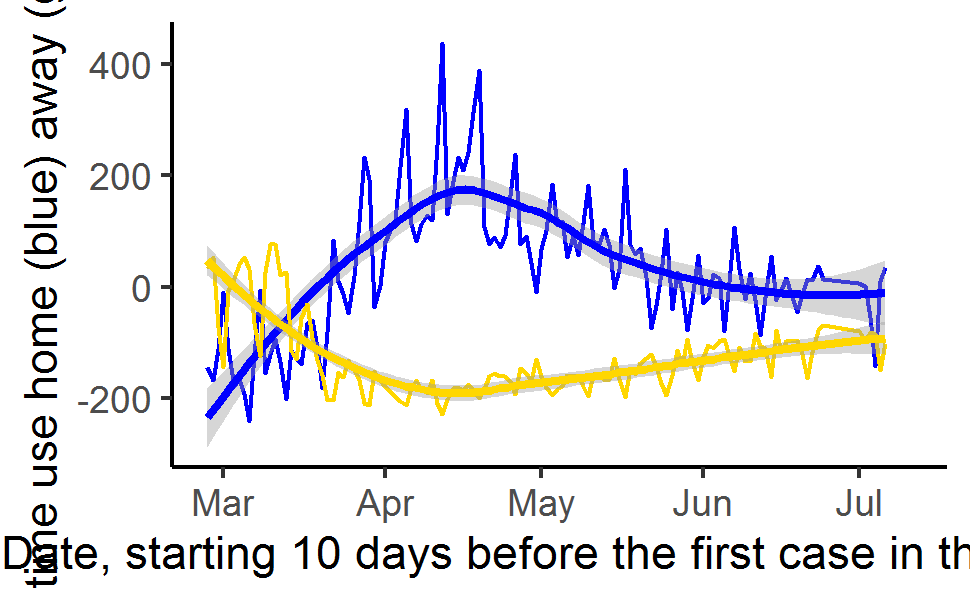 time use home (blue) away (
400
200
0
-200
Mar Apr May Jun Jul
Date, starting 10 days before the first case in th